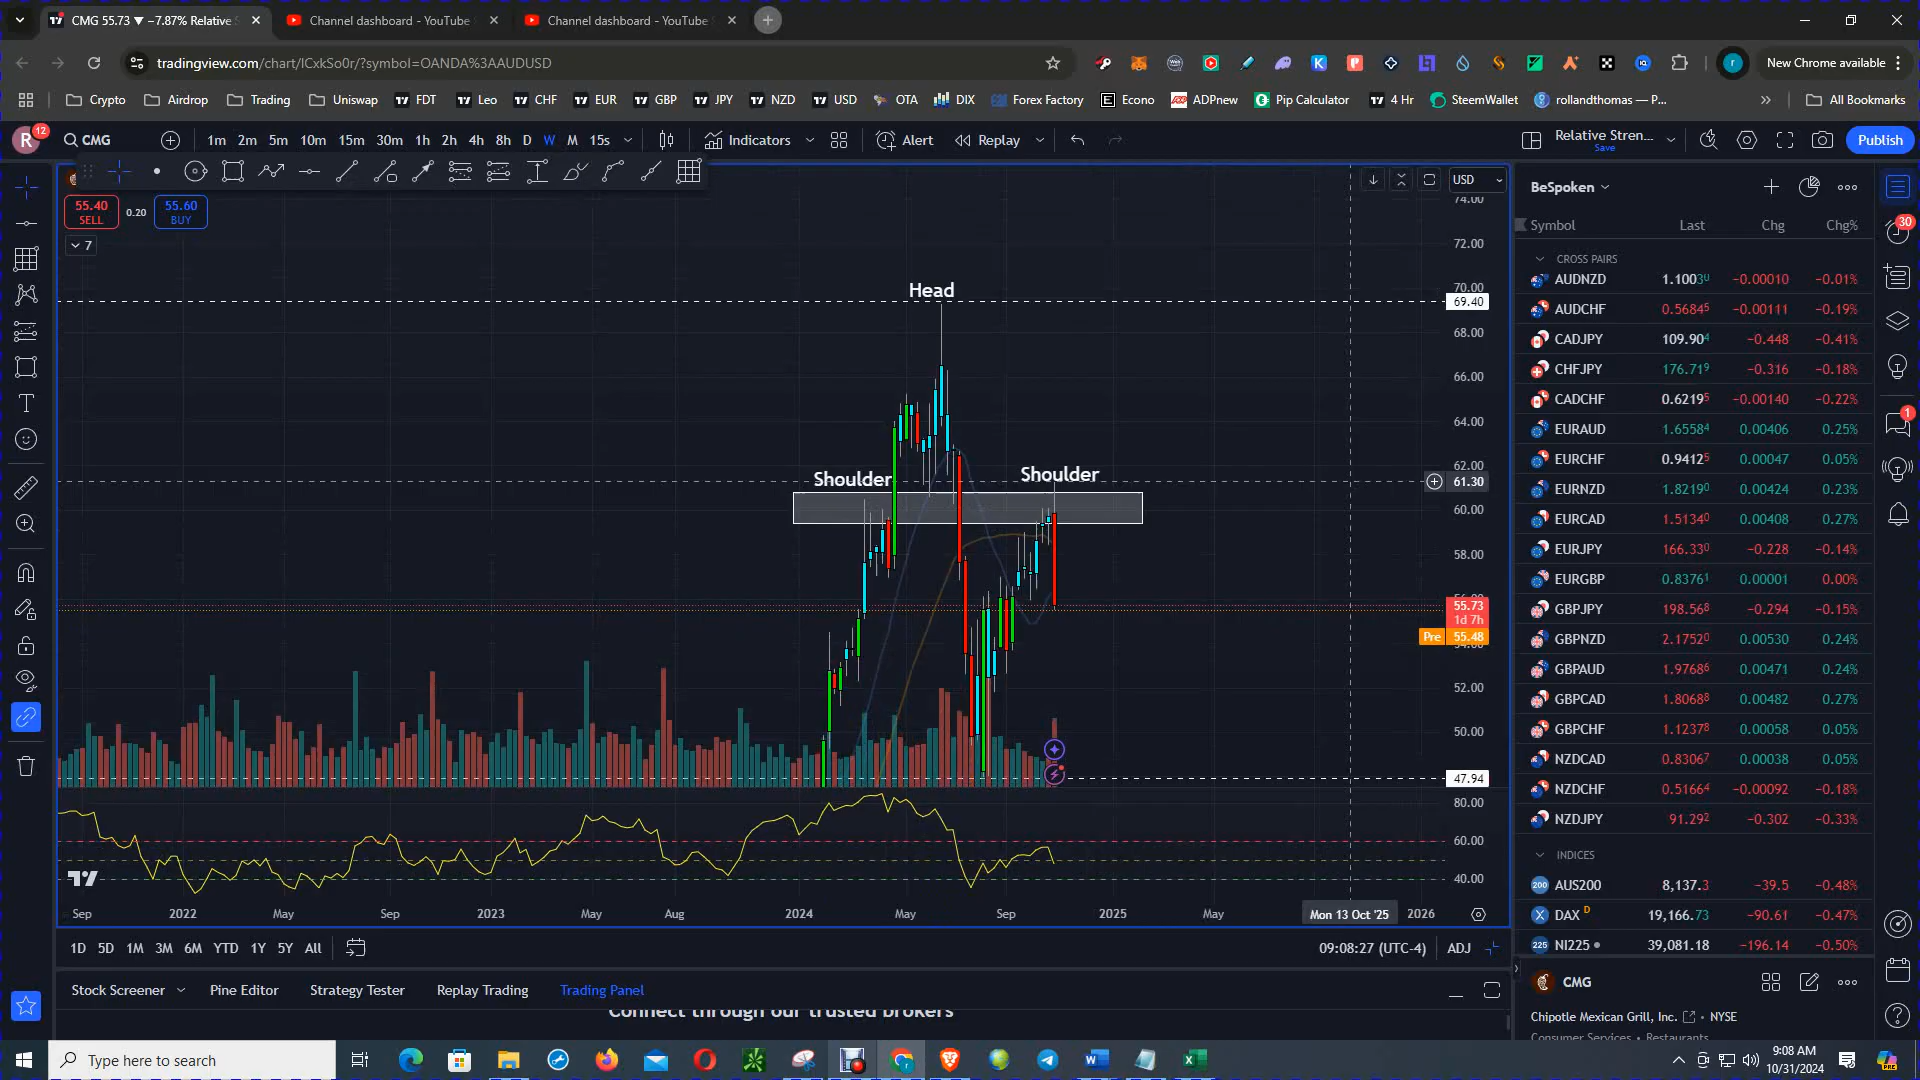 CMG 55.73 ▼ −7.87% Relative S
Channel dashboard - YouTube S
Channel dashboard - YouTube S
tradingview.com/chart/lCxkSo0r/?symbol=OANDA%3AAUDUSD
New Chrome available
Crypto Airdrop Trading Uniswap FDT Leo CHF EUR GBP JPY NZD USD OTA DIX Forex Factory Econo ADPnew Pip Calculator 4 Hr SteemWallet rollandthomas — P... All Bookmarks
R 12 CMG 1m 2m 5m 10m 15m 30m 1h 2h 4h 8h D W M 15s Indicators Alert Replay Relative Stren... Save Publish
55.40 SELL 0.20 55.60 BUY
7
USD
74.00
72.00
70.00
69.40
68.00
66.00
64.00
62.00
61.30
60.00
58.00
55.73
1d 7h
Pre 55.48
52.00
50.00
47.94
80.00
60.00
40.00
Head
Shoulder
Shoulder
Sep 2022 May Sep 2023 May Aug 2024 May Sep 2025 May Mon 13 Oct '25 2026
1D 5D 1M 3M 6M YTD 1Y 5Y All 09:08:27 (UTC-4) ADJ
Stock Screener Pine Editor Strategy Tester Replay Trading Trading Panel
Connect through our trusted brokers
BeSpoken
Symbol Last Chg Chg%
CROSS PAIRS
AUDNZD 1.10030 −0.00010 −0.01%
AUDCHF 0.56845 −0.00111 −0.19%
CADJPY 109.904 −0.448 −0.41%
CHFJPY 176.719 −0.316 −0.18%
CADCHF 0.62195 −0.00140 −0.22%
EURAUD 1.65584 0.00406 0.25%
EURCHF 0.94125 0.00047 0.05%
EURNZD 1.82190 0.00424 0.23%
EURCAD 1.51340 0.00408 0.27%
EURJPY 166.330 −0.228 −0.14%
EURGBP 0.83761 0.00001 0.00%
GBPJPY 198.568 −0.294 −0.15%
GBPNZD 2.17520 0.00530 0.24%
GBPAUD 1.97688 0.00471 0.24%
GBPCAD 1.80688 0.00482 0.27%
GBPCHF 1.12378 0.00058 0.05%
NZDCAD 0.83067 0.00038 0.05%
NZDCHF 0.51664 −0.00092 −0.18%
NZDJPY 91.292 −0.302 −0.33%
INDICES
AUS200 8,137.3 −39.5 −0.48%
DAX D 19,166.73 −90.61 −0.47%
NI225 39,081.18 −196.14 −0.50%
CMG
Chipotle Mexican Grill, Inc. NYSE
Consumer Services • Restaurants
30
1
Type here to search
9:08 AM
10/31/2024